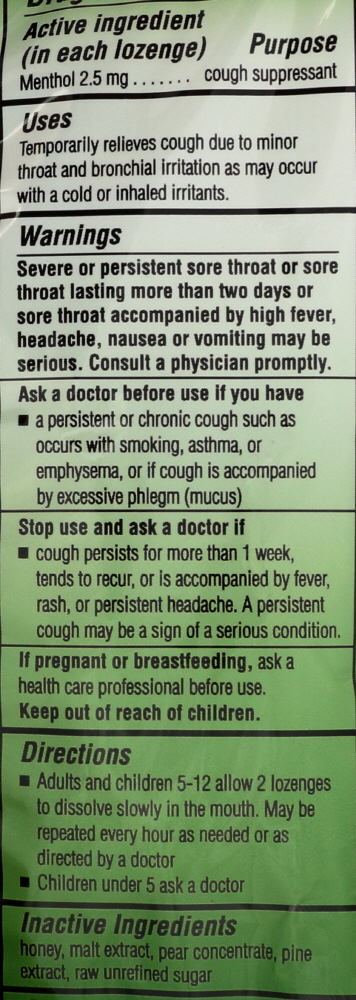 Active ingredient
(in each lozenge) Purpose
Menthol 2.5 mg ....... cough suppressant
Uses
Temporarily relieves cough due to minor
throat and bronchial irritation as may occur
with a cold or inhaled irritants.
Warnings
Severe or persistent sore throat or sore
throat lasting more than two days or
sore throat accompanied by high fever,
headache, nausea or vomiting may be
serious. Consult a physician promptly.
Ask a doctor before use if you have
■ a persistent or chronic cough such as
occurs with smoking, asthma, or
emphysema, or if cough is accompanied
by excessive phlegm (mucus)
Stop use and ask a doctor if
■ cough persists for more than 1 week,
tends to recur, or is accompanied by fever,
rash, or persistent headache. A persistent
cough may be a sign of a serious condition.
If pregnant or breastfeeding, ask a
health care professional before use.
Keep out of reach of children.
Directions
■ Adults and children 5-12 allow 2 lozenges
to dissolve slowly in the mouth. May be
repeated every hour as needed or as
directed by a doctor
■ Children under 5 ask a doctor
Inactive Ingredients
honey, malt extract, pear concentrate, pine
extract, raw unrefined sugar